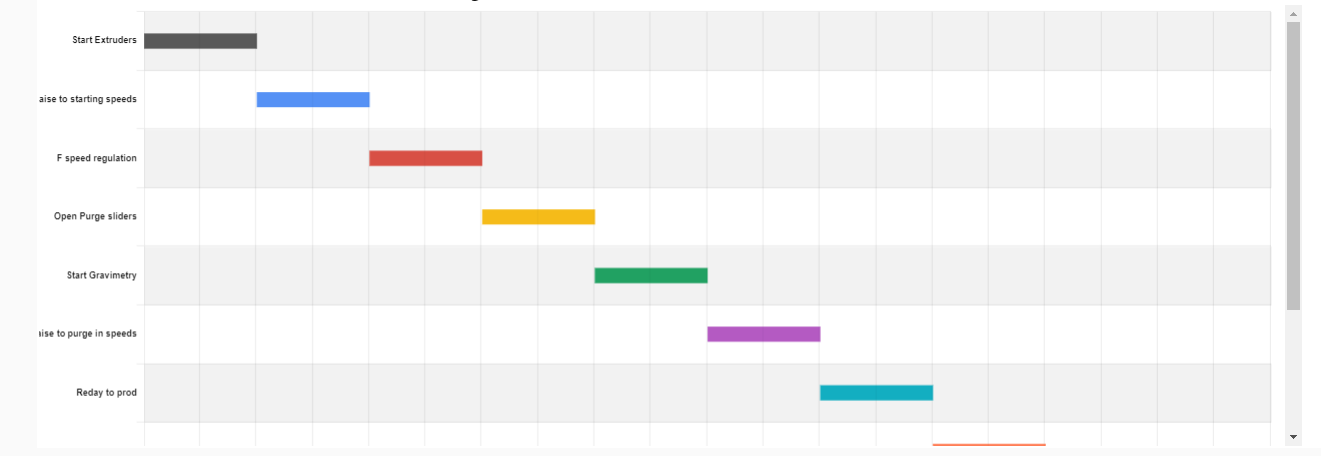 Start Extruders
aise to starting speeds
F speed regulation
Open Purge sliders
Start Gravimetry
ise to purge in speeds
Reday to prod